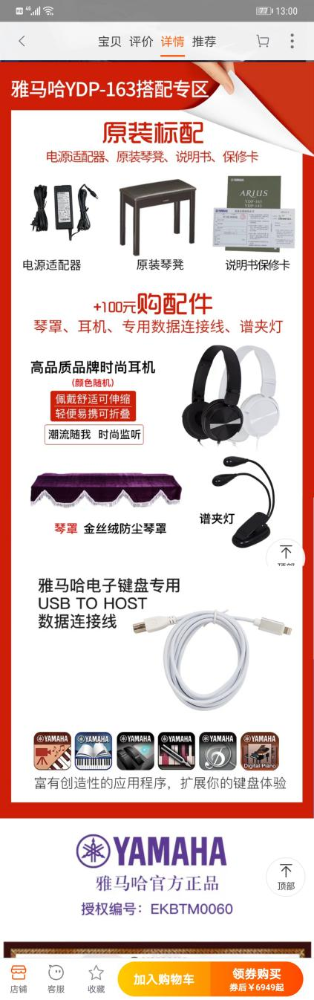 HD 4G 77 13:00
宝贝 评价 详情 推荐
雅马哈YDP-163搭配专区
原装标配
电源适配器、原装琴凳、说明书、保修卡
YAMAHA
ARIUS
YDP-163
YDP-143
电源适配器 原装琴凳 说明书保修卡
+100元购配件
琴罩、耳机、专用数据连接线、谱夹灯
高品质品牌时尚耳机
(颜色随机)
佩戴舒适可伸缩
轻便易携可折叠
潮流随我 时尚监听
琴罩 金丝绒防尘琴罩
谱夹灯
顶部
雅马哈电子键盘专用
USB TO HOST
数据连接线
YAMAHA YAMAHA YAMAHA YAMAHA YAMAHA YAMAHA
Digital Piano
富有创造性的应用程序，扩展你的键盘体验
YAMAHA
雅马哈官方正品
顶部
授权编号：EKBTM0060
店铺 客服 收藏 加入购物车 领券购买
券后￥6949起